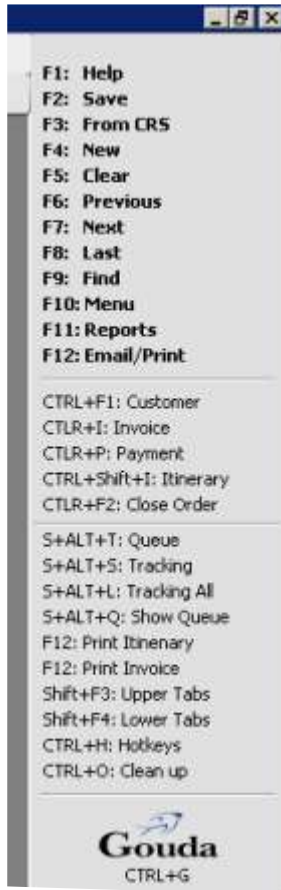 F1: Help
F2: Save
F3: From CRS
F4: New
F5: Clear
F6: Previous
F7: Next
F8: Last
F9: Find
F10: Menu
F11: Reports
F12: Email/Print
CTRL+F1: Customer
CTLR+I: Invoice
CTLR+P: Payment
CTRL+Shift+I: Itinerary
CTLR+F2: Close Order
S+ALT+T: Queue
S+ALT+S: Tracking
S+ALT+L: Tracking All
S+ALT+Q: Show Queue
F12: Print Itinenary
F12: Print Invoice
Shift+F3: Upper Tabs
Shift+F4: Lower Tabs
CTRL+H: Hotkeys
CTRL+O: Clean up
Gouda
CTRL+G